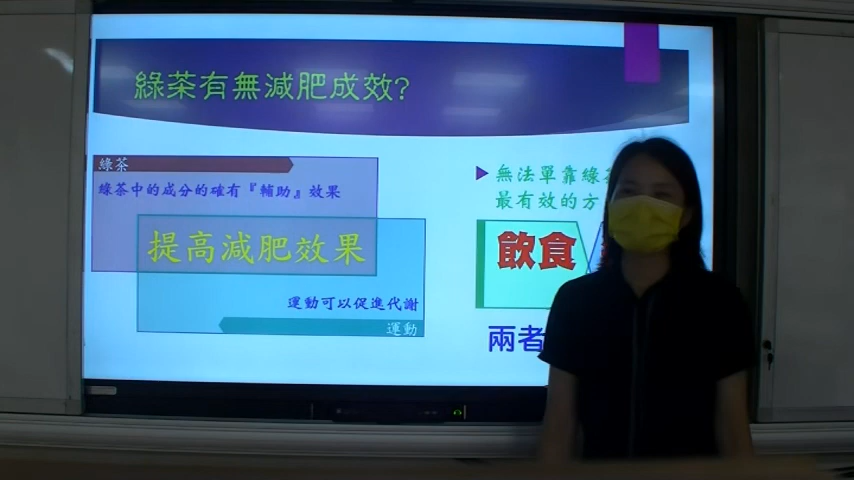 綠茶有無減肥成效?
綠茶
綠茶中的成分的確有『輔助』效果
提高減肥效果
運動可以促進代謝
運動
無法單靠綠
最有效的方
飲食
兩者